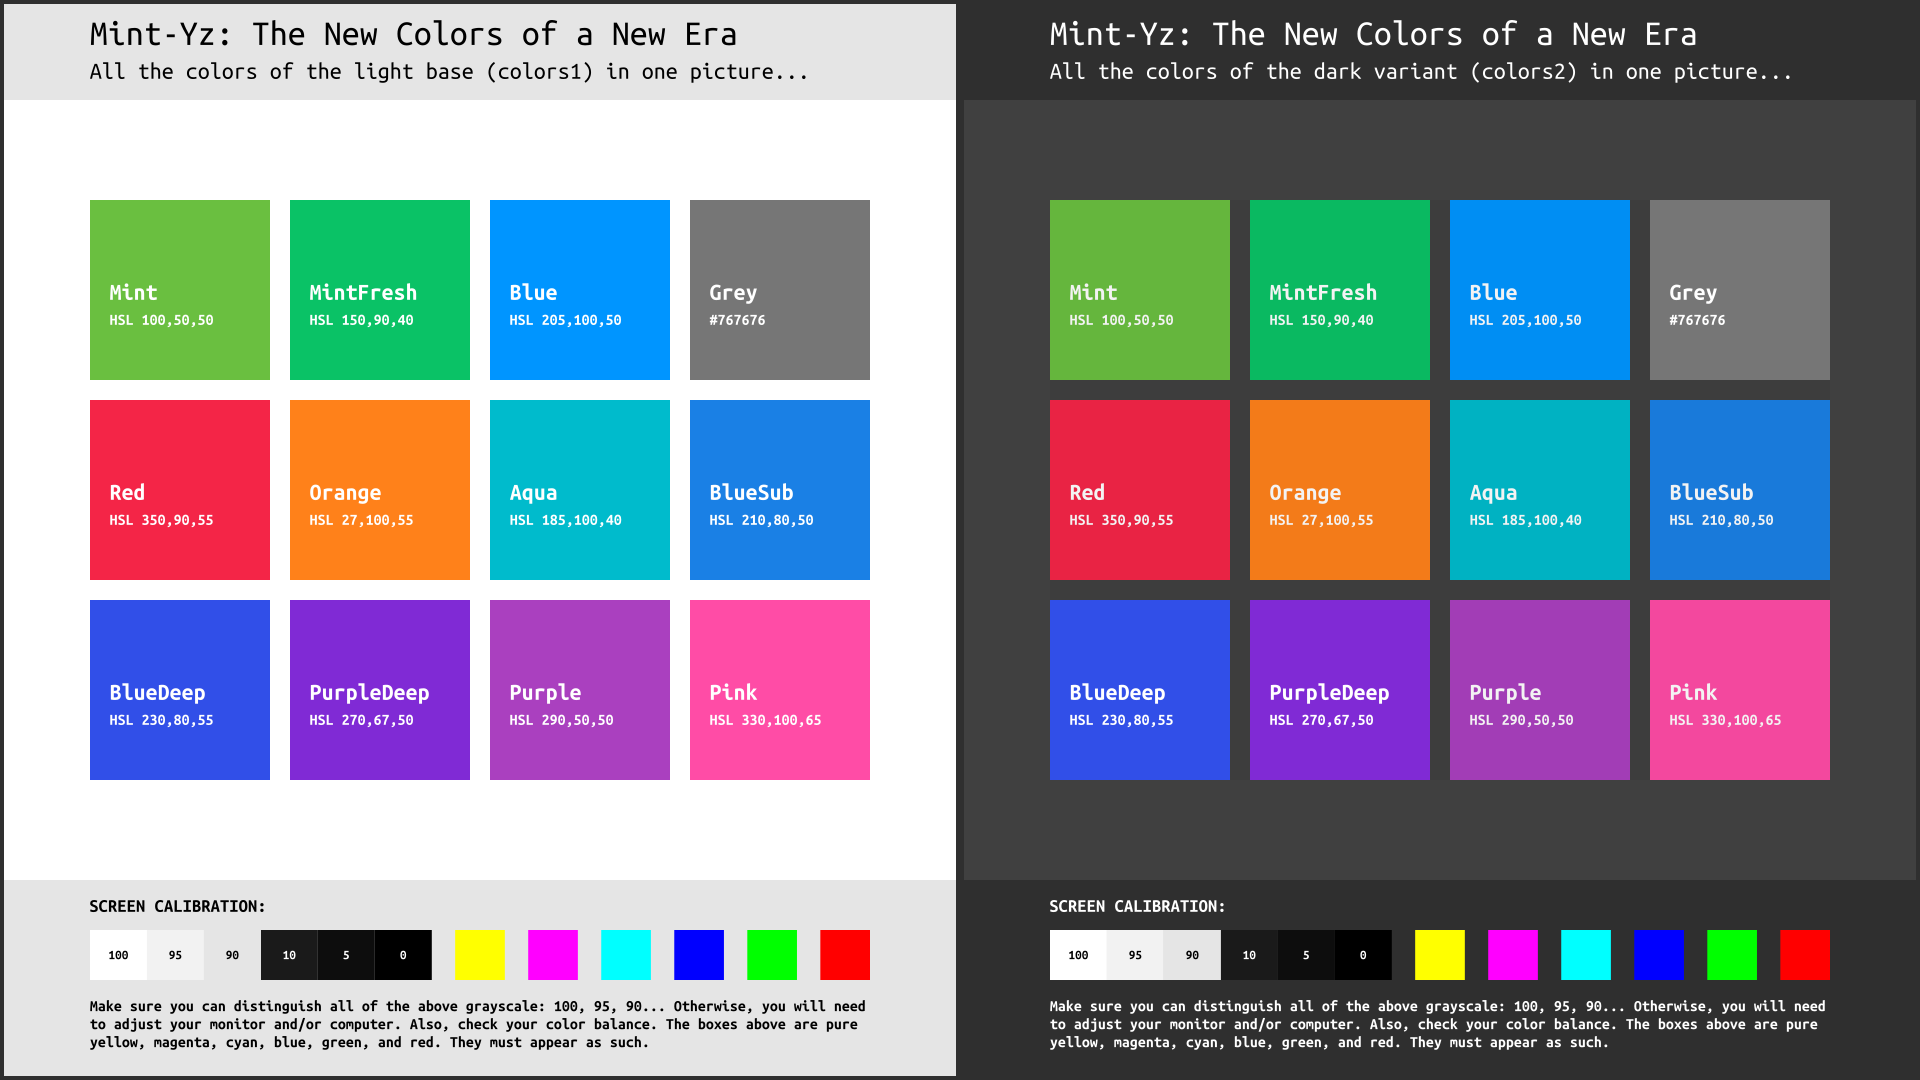 Mint-Yz: The New Colors of a New Era
All the colors of the light base (colors1) in one picture...
Mint
HSL 100,50,50
MintFresh
HSL 150,90,40
Blue
HSL 205,100,50
Grey
#767676
Red
HSL 350,90,55
Orange
HSL 27,100,55
Aqua
HSL 185,100,40
BlueSub
HSL 210,80,50
BlueDeep
HSL 230,80,55
PurpleDeep
HSL 270,67,50
Purple
HSL 290,50,50
Pink
HSL 330,100,65
SCREEN CALIBRATION:
100 95 90 10 5 0
Make sure you can distinguish all of the above grayscale: 100, 95, 90... Otherwise, you will need
to adjust your monitor and/or computer. Also, check your color balance. The boxes above are pure
yellow, magenta, cyan, blue, green, and red. They must appear as such.
Mint-Yz: The New Colors of a New Era
All the colors of the dark variant (colors2) in one picture...
Mint
HSL 100,50,50
MintFresh
HSL 150,90,40
Blue
HSL 205,100,50
Grey
#767676
Red
HSL 350,90,55
Orange
HSL 27,100,55
Aqua
HSL 185,100,40
BlueSub
HSL 210,80,50
BlueDeep
HSL 230,80,55
PurpleDeep
HSL 270,67,50
Purple
HSL 290,50,50
Pink
HSL 330,100,65
SCREEN CALIBRATION:
100 95 90 10 5 0
Make sure you can distinguish all of the above grayscale: 100, 95, 90... Otherwise, you will need
to adjust your monitor and/or computer. Also, check your color balance. The boxes above are pure
yellow, magenta, cyan, blue, green, and red. They must appear as such.